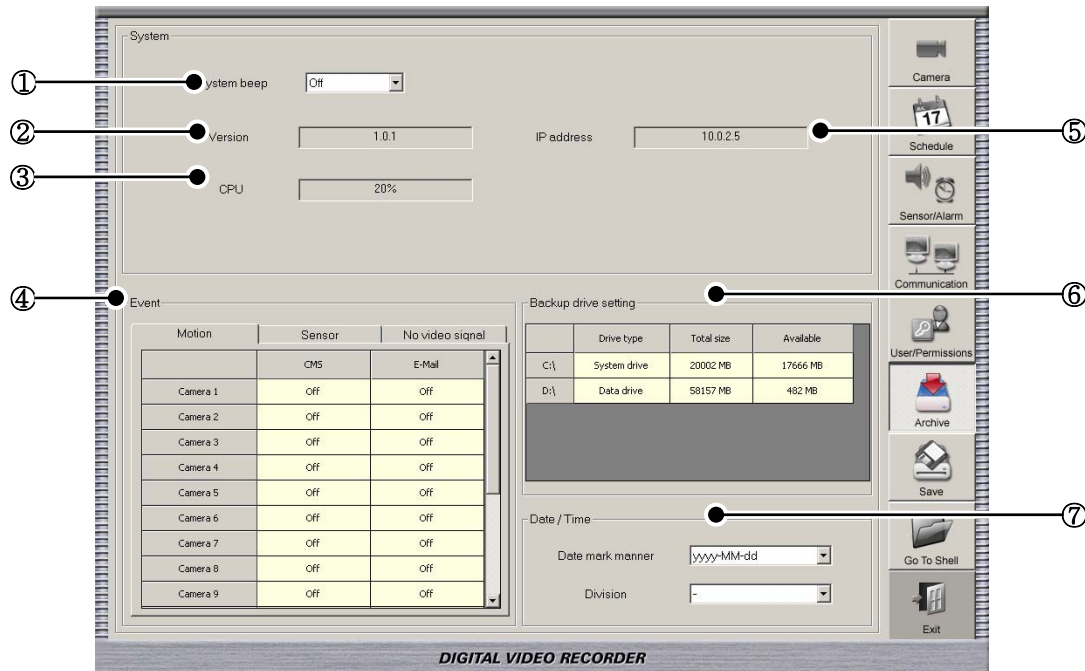 System
① ystem beep Off
② Version 1.0.1 IP address 10.0.2.5 ⑤
③ CPU 20%
④ Event
Motion Sensor No video signal
CMS E-Mail
Camera 1 Off Off
Camera 2 Off Off
Camera 3 Off Off
Camera 4 Off Off
Camera 5 Off Off
Camera 6 Off Off
Camera 7 Off Off
Camera 8 Off Off
Camera 9 Off Off
Backup drive setting ⑥
Drive type Total size Available
C:\ System drive 20002 MB 17666 MB
D:\ Data drive 58157 MB 482 MB
Date / Time ⑦
Date mark manner yyyy-MM-dd
Division -
Camera
17
Schedule
Sensor/Alarm
Communication
User/Permissions
Archive
Save
Go To Shell
Exit
DIGITAL VIDEO RECORDER